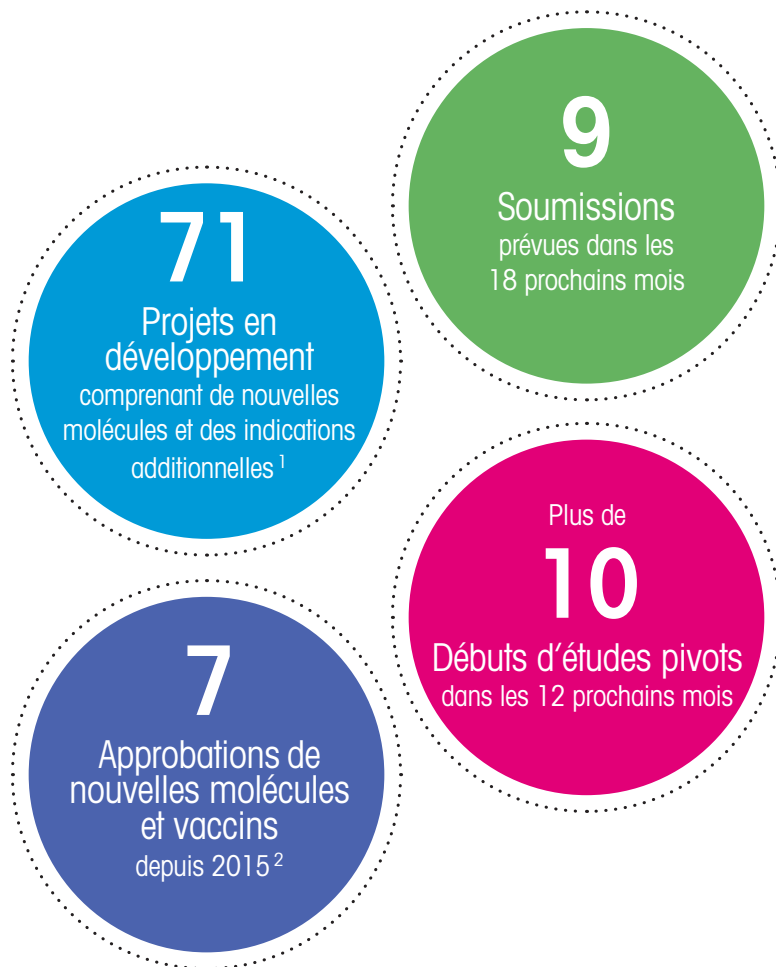 71
Projets en
développement
comprenant de nouvelles
molécules et des indications
additionnelles 1
9
Soumissions
prévues dans les
18 prochains mois
7
Approbations de
nouvelles molécules
et vaccins
depuis 2015 2
Plus de
10
Débuts d’études pivots
dans les 12 prochains mois